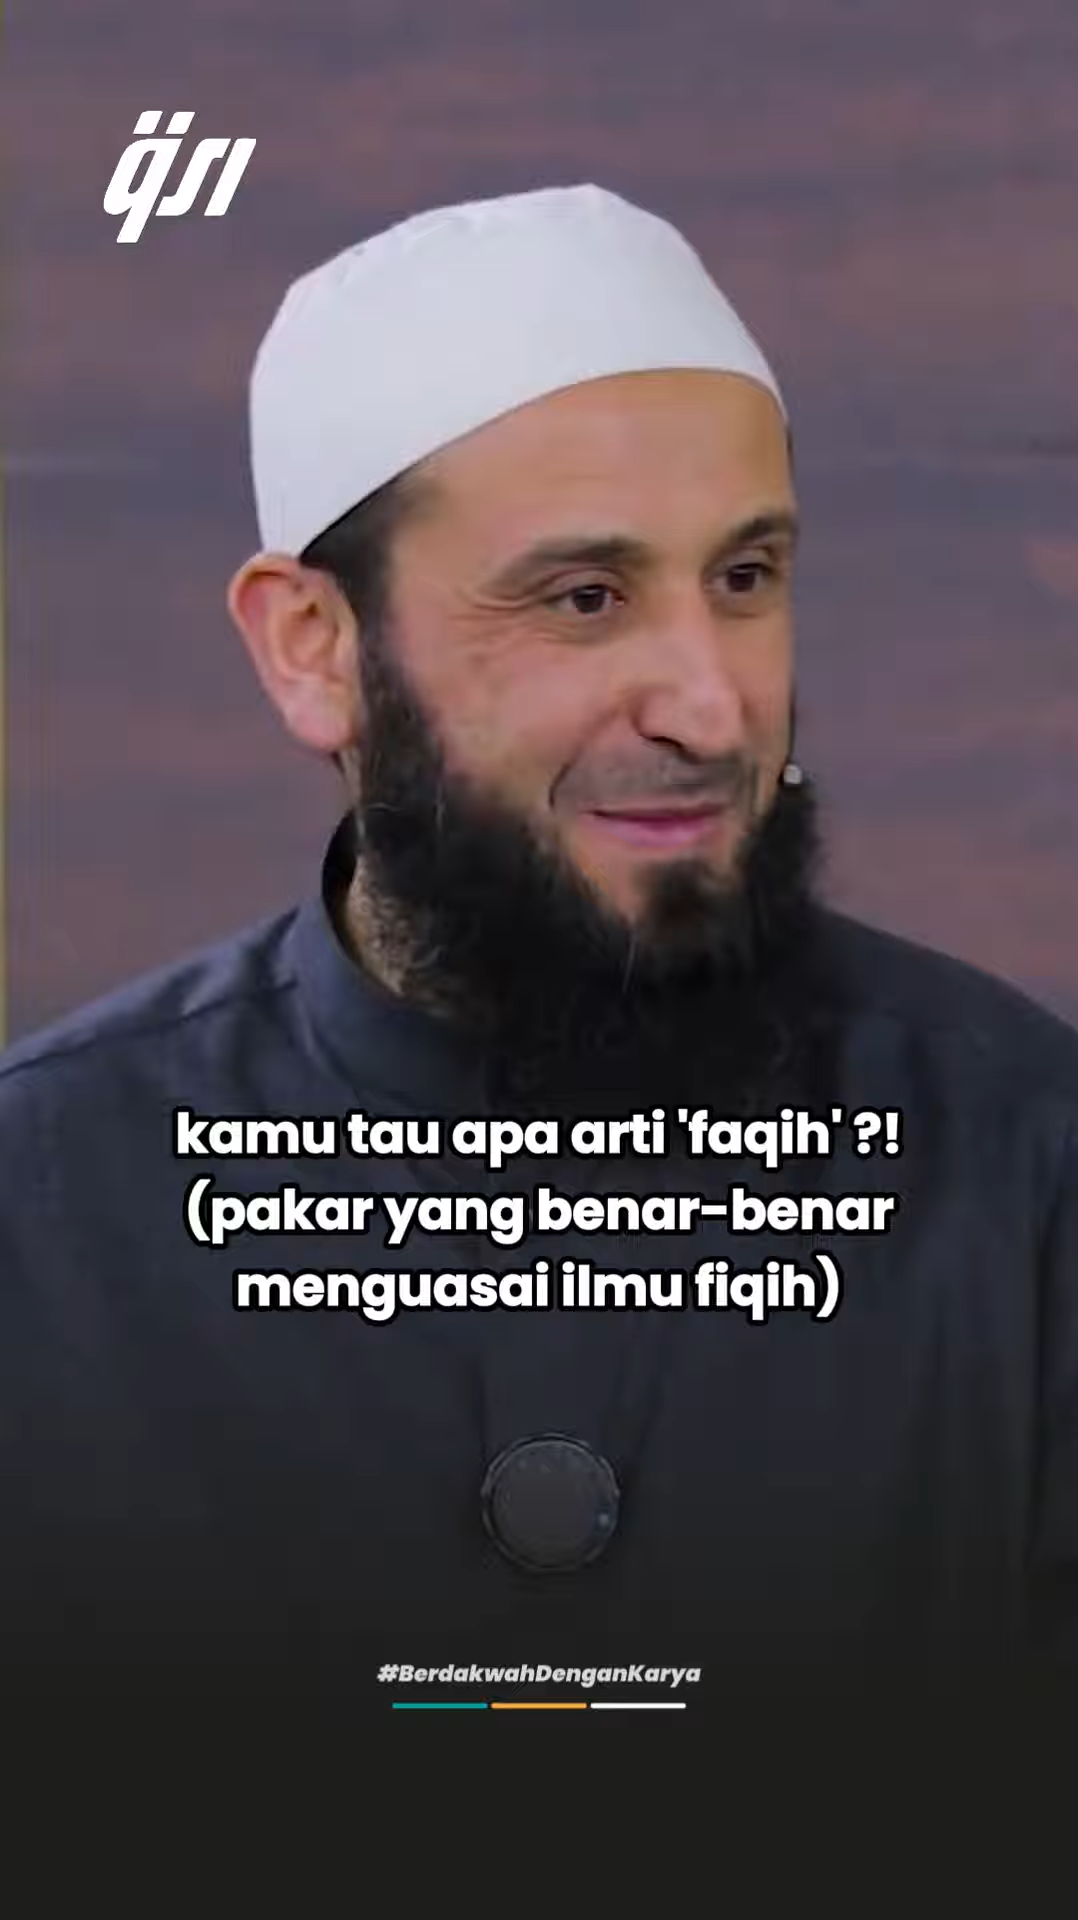 kamu tau apa arti 'faqih' ?!
(pakar yang benar-benar
menguasai ilmu fiqih)
#BerdakwahDenganKarya